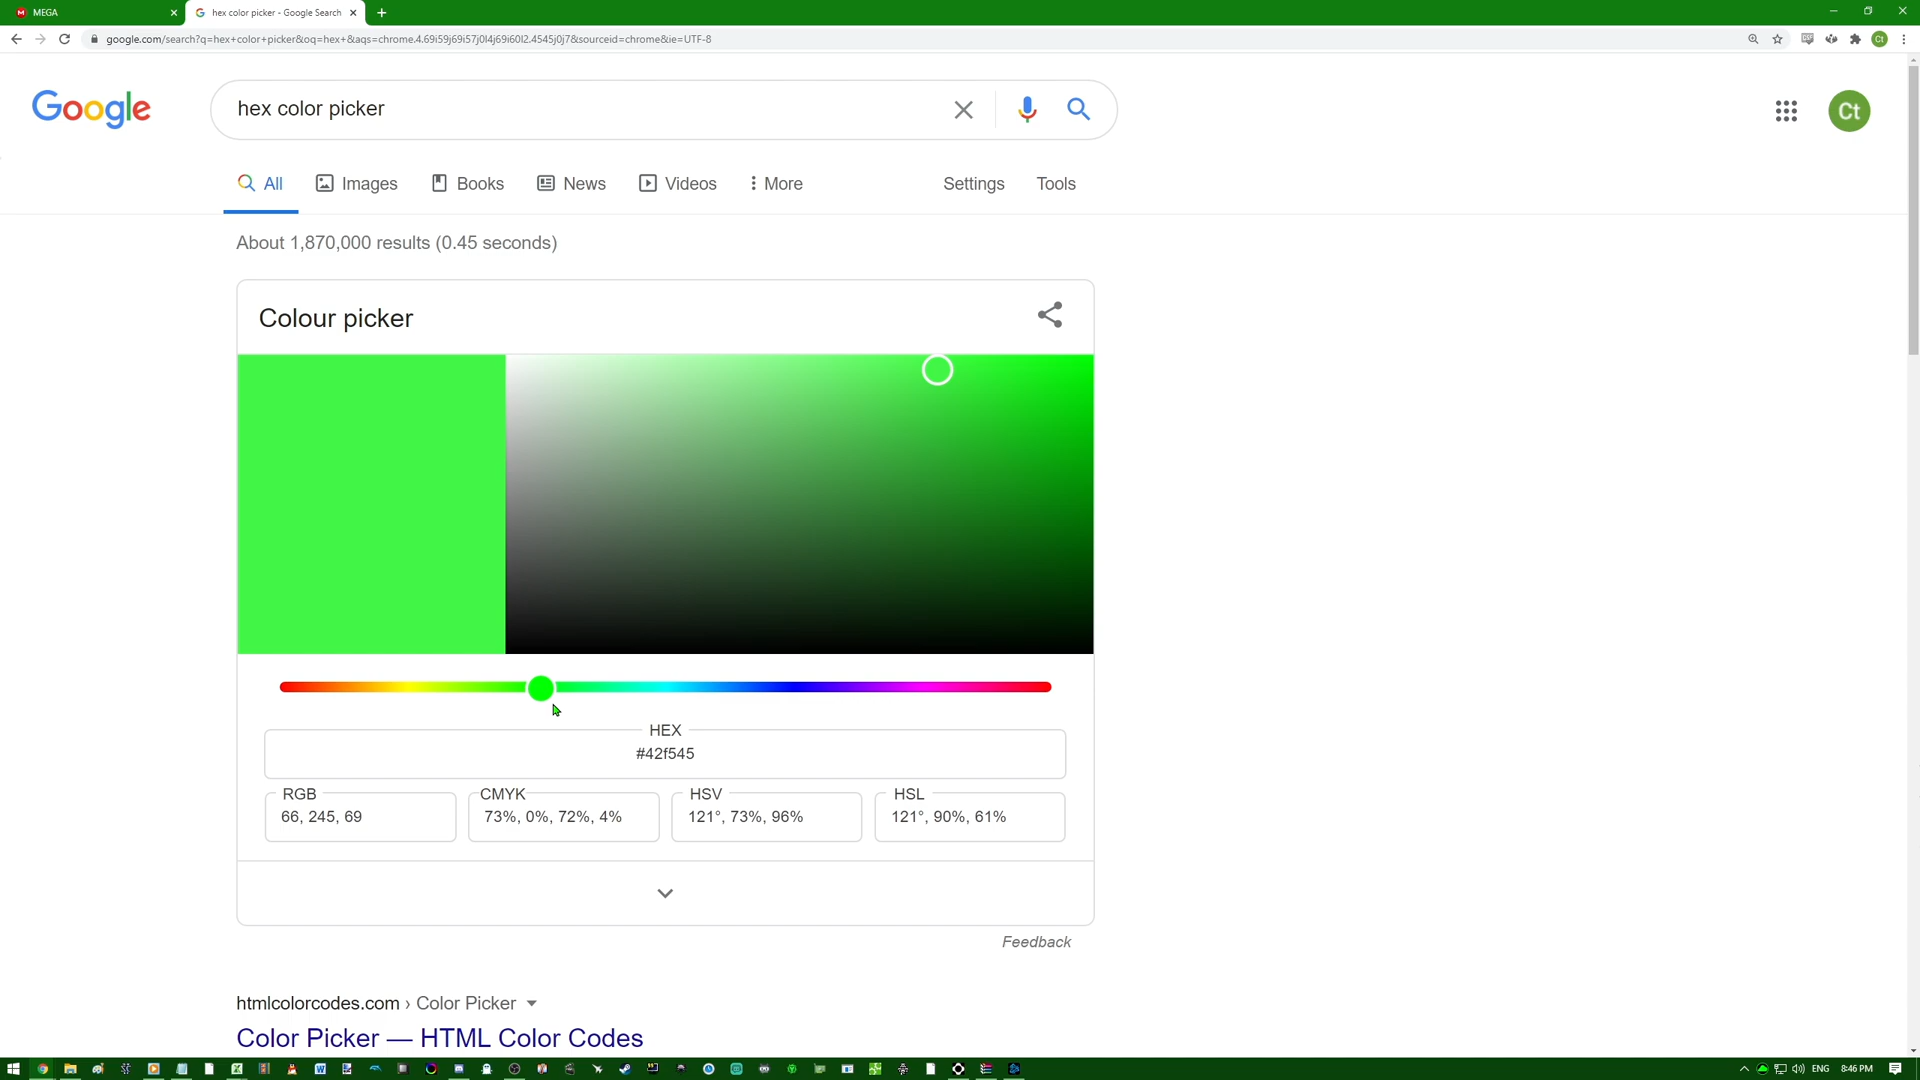 MEGA
hex color picker - Google Search
google.com/search?q=hex+color+picker&oq=hex+&aqs=chrome.4.69i59j69i57j0l4j69i60l2.4545j0j7&sourceid=chrome&ie=UTF-8
Ct
Google
hex color picker
Ct
All
Images
Books
News
Videos
More
Settings
Tools
About 1,870,000 results (0.45 seconds)
Colour picker
HEX
#42f545
RGB
66, 245, 69
CMYK
73%, 0%, 72%, 4%
HSV
121°, 73%, 96%
HSL
121°, 90%, 61%
Feedback
htmlcolorcodes.com › Color Picker
Color Picker — HTML Color Codes
ENG
8:46 PM